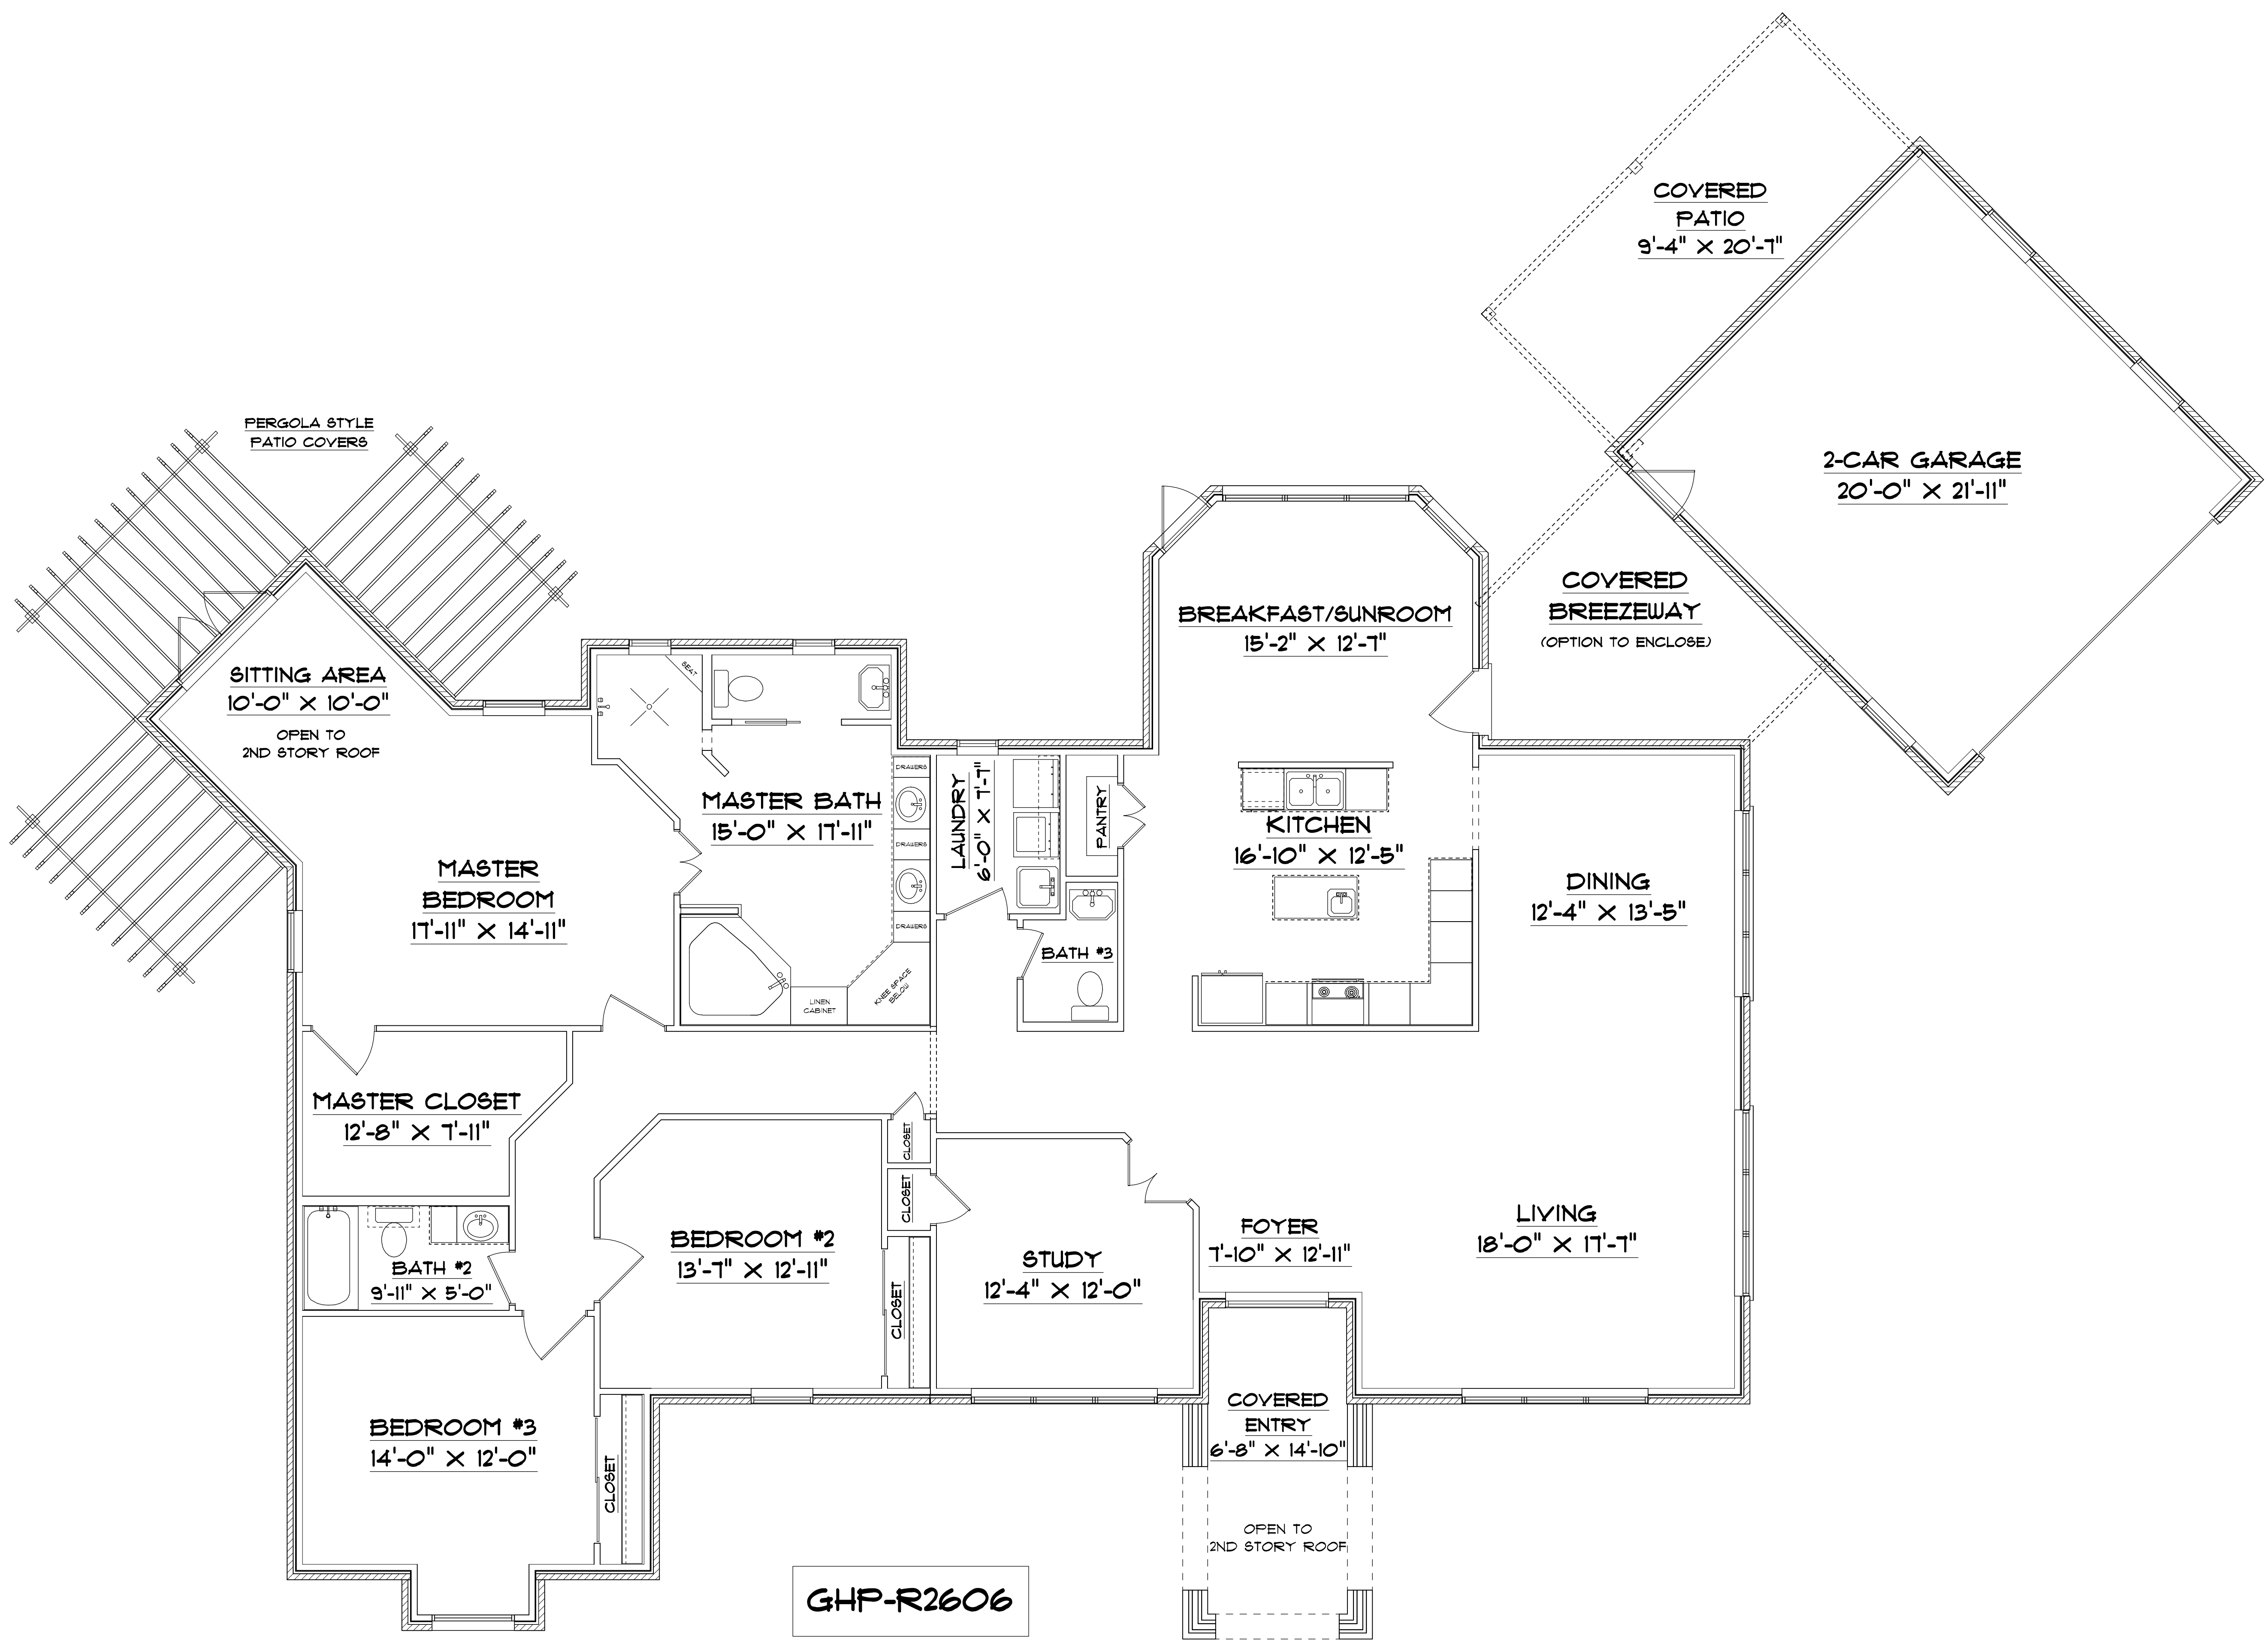 COVERED
PATIO
9'-4" X 20'-7"
2-CAR GARAGE
20'-0" X 21'-11"
PERGOLA STYLE
PATIO COVERS
COVERED
BREEZEWAY
(OPTION TO ENCLOSE)
BREAKFAST/SUNROOM
15'-2" X 12'-7"
SITTING AREA
10'-0" X 10'-0"
OPEN TO
2ND STORY ROOF
SEAT
DRAWERS
MASTER BATH
15'-0" X 17'-11"
DRAWERS
DRAWERS
KNEE SPACE
BELOW
LINEN
CABINET
LAUNDRY
6'-0" X 7'-7"
PANTRY
KITCHEN
16'-10" X 12'-5"
MASTER
BEDROOM
17'-11" X 14'-11"
DINING
12'-4" X 13'-5"
BATH #3
MASTER CLOSET
12'-8" X 7'-11"
CLOSET
CLOSET
BEDROOM #2
13'-7" X 12'-11"
CLOSET
STUDY
12'-4" X 12'-0"
FOYER
7'-10" X 12'-11"
LIVING
18'-0" X 17'-7"
BATH #2
9'-11" X 5'-0"
BEDROOM #3
14'-0" X 12'-0"
CLOSET
COVERED
ENTRY
6'-8" X 14'-10"
OPEN TO
2ND STORY ROOF
GHP-R2606